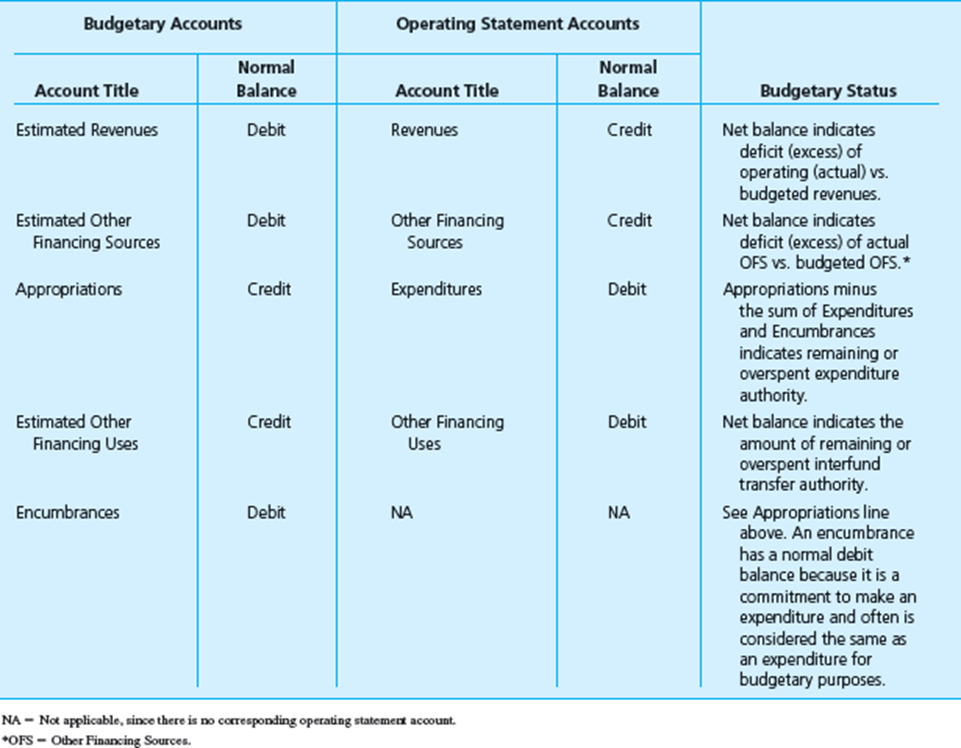 Budgetary Accounts Operating Statement Accounts
Normal Normal
Account Title Balance Account Title Balance Budgetary Status
Estimated Revenues Debit Revenues Credit Net balance indicates
deficit (excess) of
operating (actual) vs.
budgeted revenues.
Estimated Other Debit Other Financing Credit Net balance indicates
Financing Sources Sources deficit (excess) of actual
OFS vs. budgeted OFS.*
Appropriations Credit Expenditures Debit Appropriations minus
the sum of Expenditures
and Encumbrances
indicates remaining or
overspent expenditure
authority.
Estimated Other Credit Other Financing Debit Net balance indicates the
Financing Uses Uses amount of remaining or
overspent interfund
transfer authority.
Encumbrances Debit NA NA See Appropriations line
above. An encumbrance
has a normal debit
balance because it is a
commitment to make an
expenditure and often is
considered the same as
an expenditure for
budgetary purposes.
NA = Not applicable, since there is no corresponding operating statement account.
*OFS = Other Financing Sources.